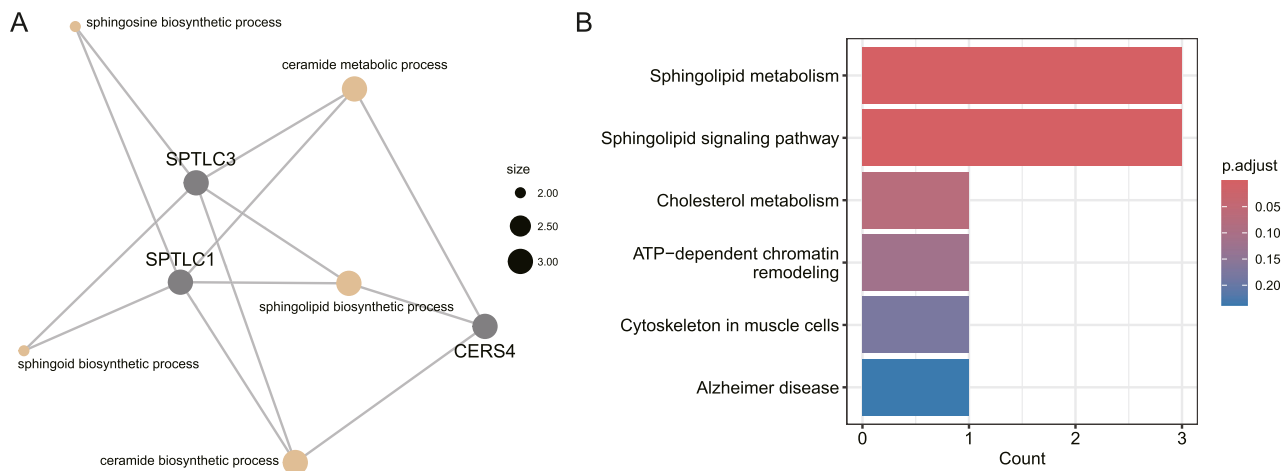 A
sphingosine biosynthetic process
ceramide metabolic process
SPTLC3
SPTLC1
sphingolipid biosynthetic process
CERS4
sphingoid biosynthetic process
ceramide biosynthetic process
size
2.00
2.50
3.00
B
Sphingolipid metabolism
Sphingolipid signaling pathway
Cholesterol metabolism
ATP−dependent chromatin
remodeling
Cytoskeleton in muscle cells
Alzheimer disease
0 1 2 3
Count
p.adjust
0.05
0.10
0.15
0.20